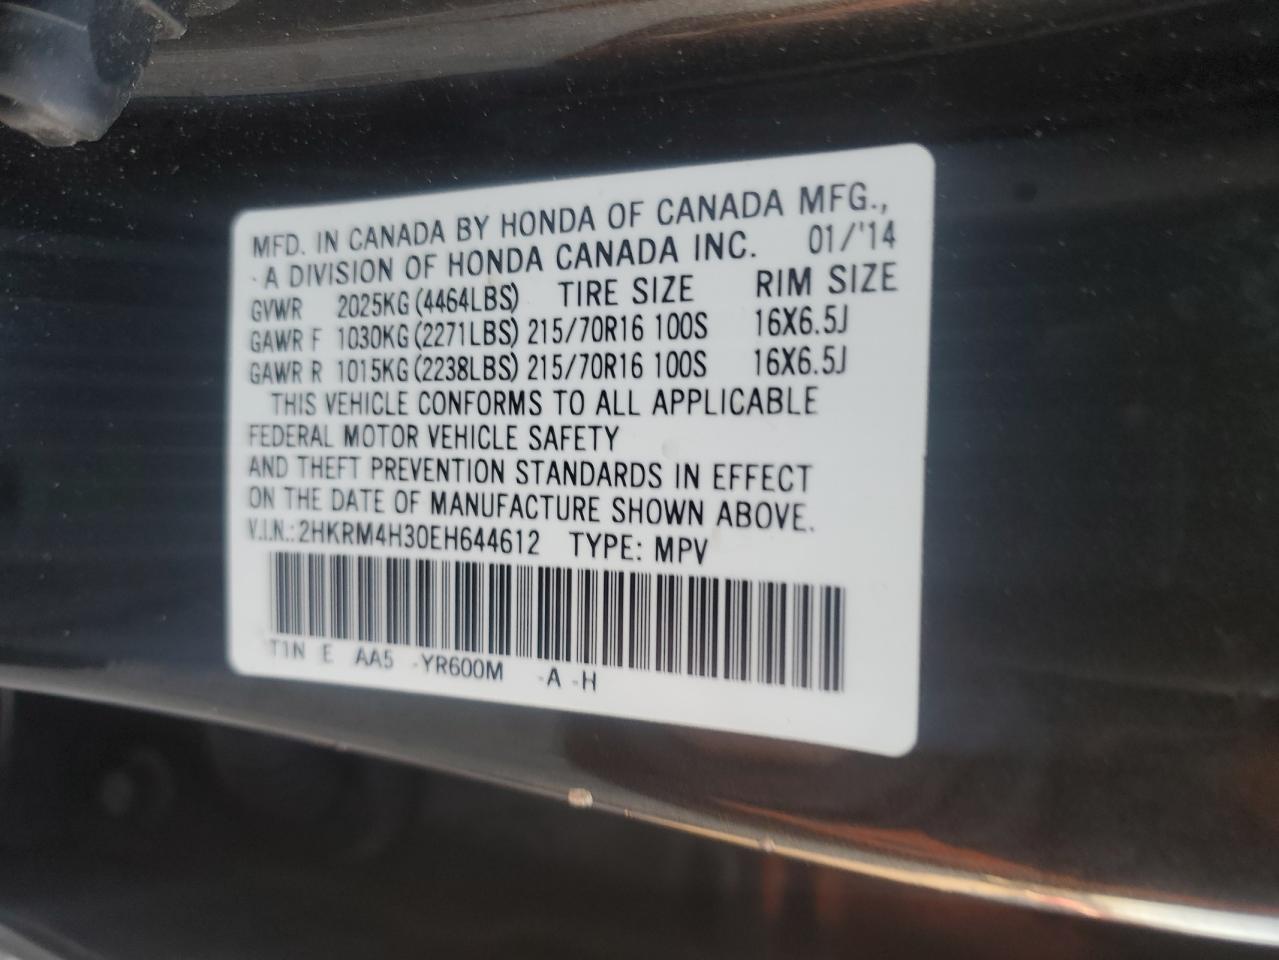 MFD. IN CANADA BY HONDA OF CANADA MFG.,
A DIVISION OF HONDA CANADA INC. 01/'14
GVWR 2025KG (4464LBS) TIRE SIZE RIM SIZE
GAWR F 1030KG (2271LBS) 215/70R16 100S 16X6.5J
GAWR R 1015KG (2238LBS) 215/70R16 100S 16X6.5J
THIS VEHICLE CONFORMS TO ALL APPLICABLE
FEDERAL MOTOR VEHICLE SAFETY
AND THEFT PREVENTION STANDARDS IN EFFECT
ON THE DATE OF MANUFACTURE SHOWN ABOVE.
V.I.N.: 2HKRM4H30EH644612 TYPE: MPV
T1N E AA5 -YR600M -A -H